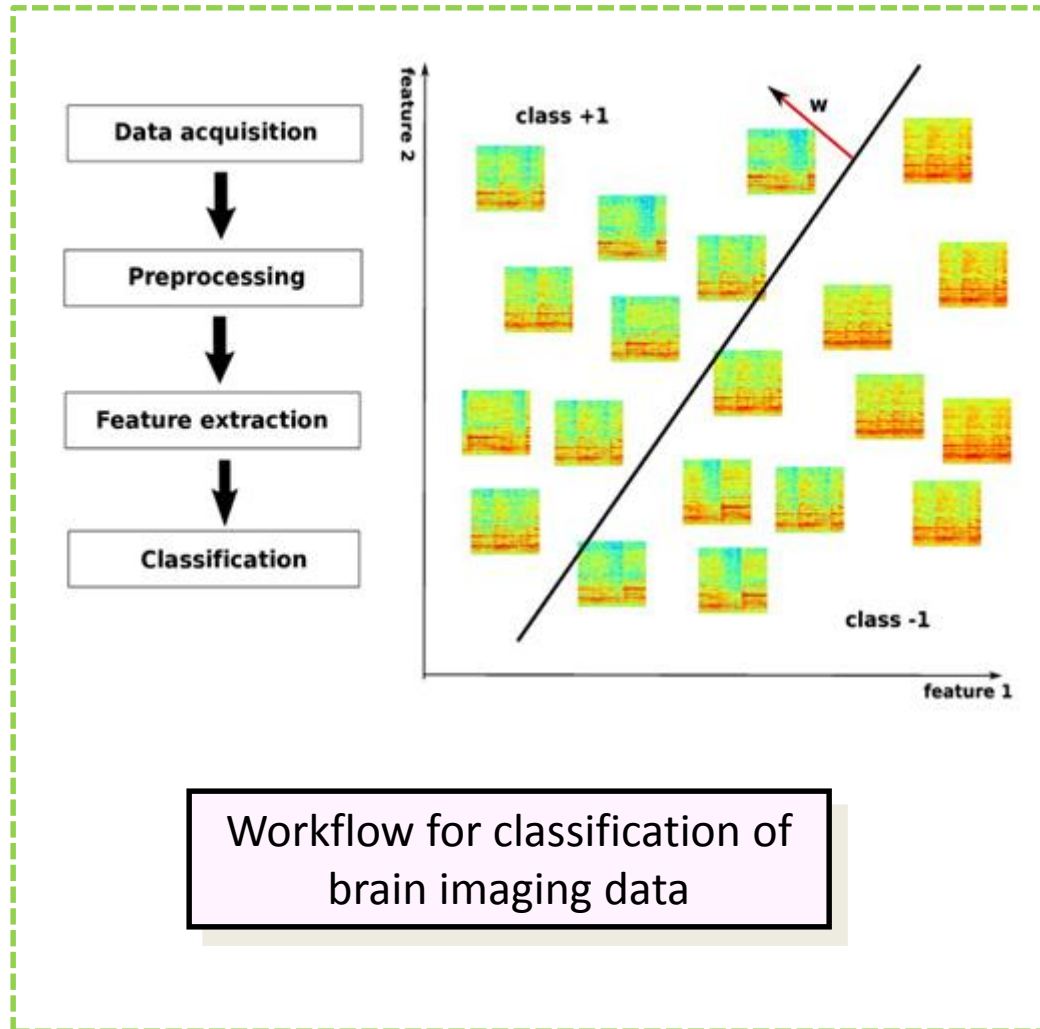 Data acquisition
Preprocessing
Feature extraction
Classification
feature 2
class +1
w
class -1
feature 1
Workflow for classification of
brain imaging data